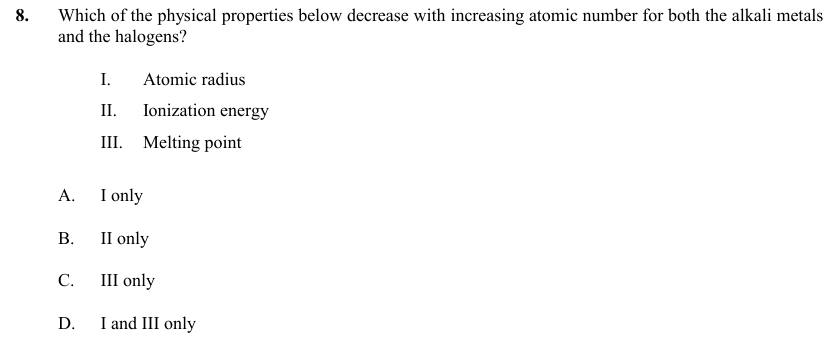 8. Which of the physical properties below decrease with increasing atomic number for both the alkali metals
and the halogens?
I. Atomic radius
II. Ionization energy
III. Melting point
A. I only
B. II only
C. III only
D. I and III only